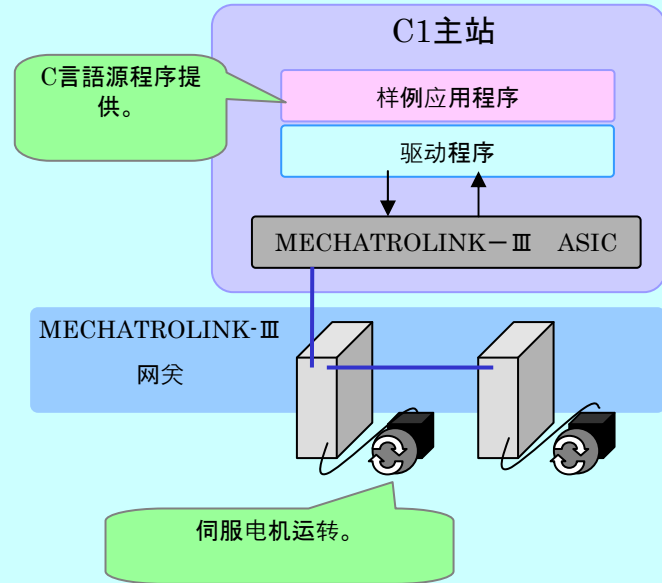 C1主站
C言語源程序提
供。
样例应用程序
驱动程序
MECHATROLINK-Ⅲ ASIC
MECHATROLINK-Ⅲ
网关
伺服电机运转。